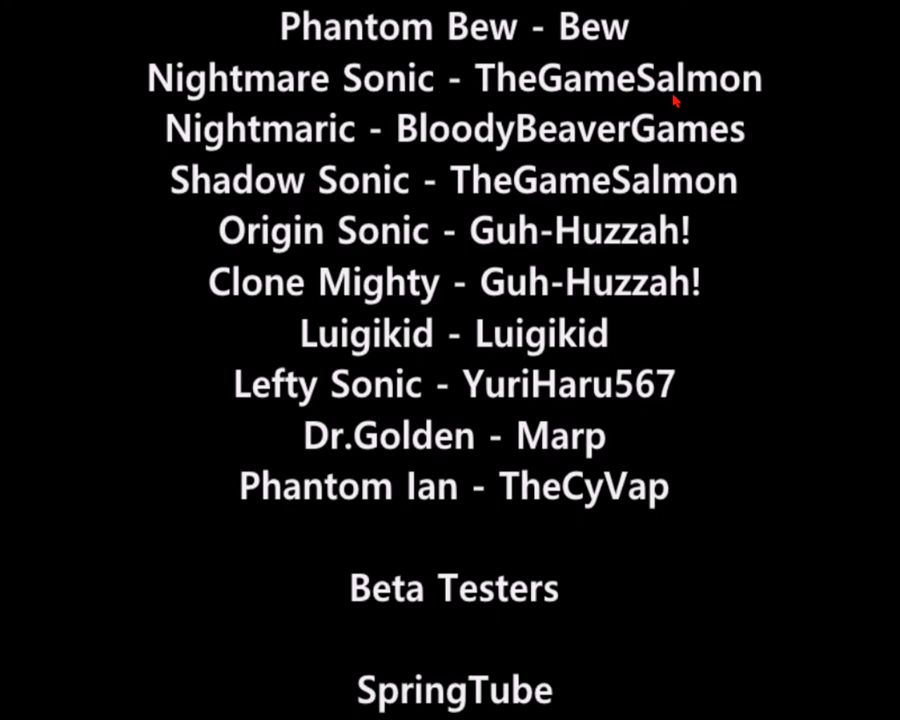 Phantom Bew - Bew
Nightmare Sonic - TheGameSalmon
Nightmaric - BloodyBeaverGames
Shadow Sonic - TheGameSalmon
Origin Sonic - Guh-Huzzah!
Clone Mighty - Guh-Huzzah!
Luigikid - Luigikid
Lefty Sonic - YuriHaru567
Dr.Golden - Marp
Phantom Ian - TheCyVap
Beta Testers
SpringTube